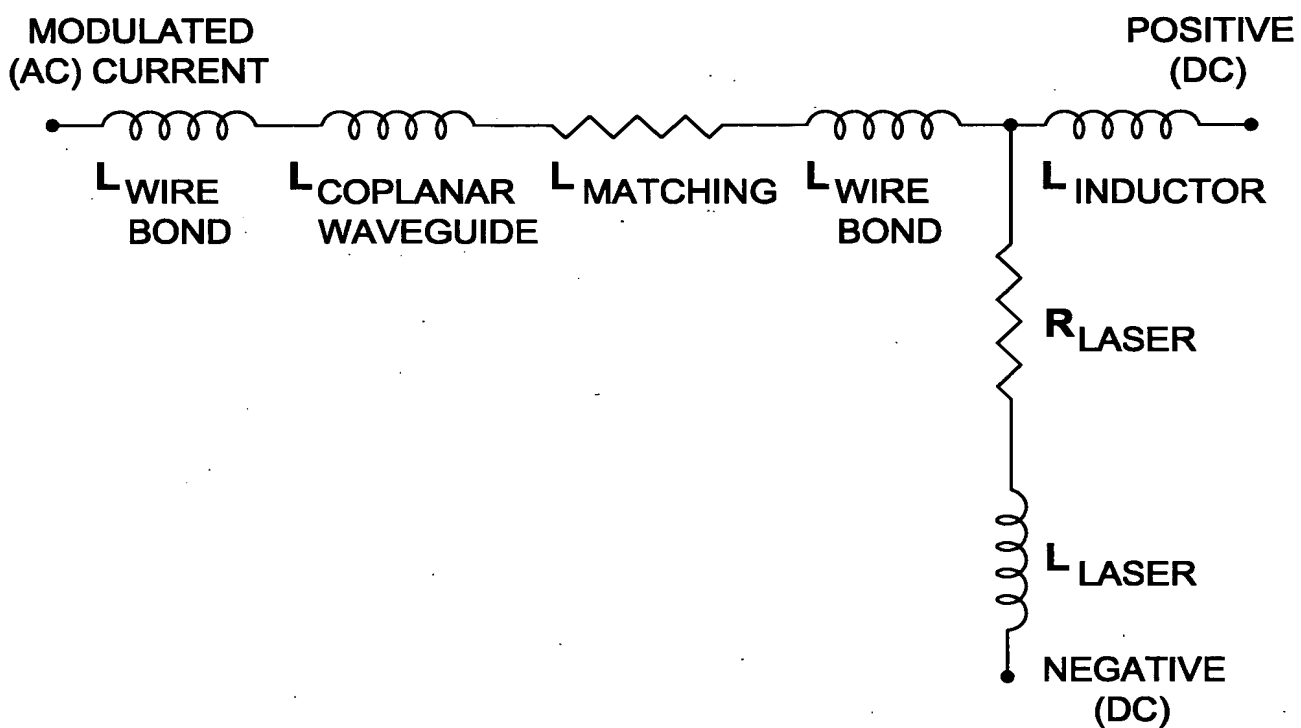 MODULATED
(AC) CURRENT
POSITIVE
(DC)
L WIRE
BOND
L COPLANAR
WAVEGUIDE
L MATCHING
L WIRE
BOND
L INDUCTOR
R LASER
L LASER
NEGATIVE
(DC)